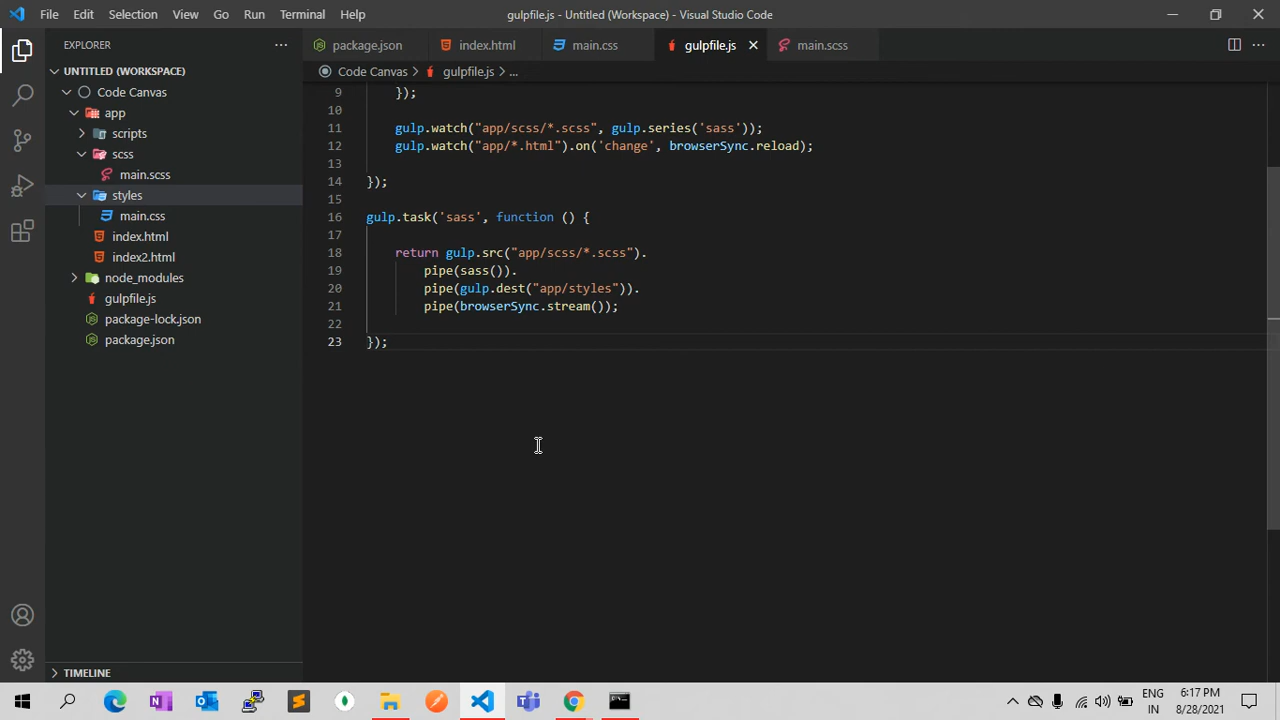 File Edit Selection View Go Run Terminal Help
gulpfile.js - Untitled (Workspace) - Visual Studio Code
EXPLORER
UNTITLED (WORKSPACE)
Code Canvas
app
scripts
scss
main.scss
styles
main.css
index.html
index2.html
node_modules
gulpfile.js
package-lock.json
package.json
TIMELINE
package.json index.html main.css gulpfile.js main.scss
Code Canvas > gulpfile.js > ...
9 });
10
11 gulp.watch("app/scss/*.scss", gulp.series('sass'));
12 gulp.watch("app/*.html").on('change', browserSync.reload);
13
14 });
15
16 gulp.task('sass', function () {
17
18 return gulp.src("app/scss/*.scss").
19 pipe(sass()).
20 pipe(gulp.dest("app/styles")).
21 pipe(browserSync.stream());
22
23 });
ENG
IN
6:17 PM
8/28/2021